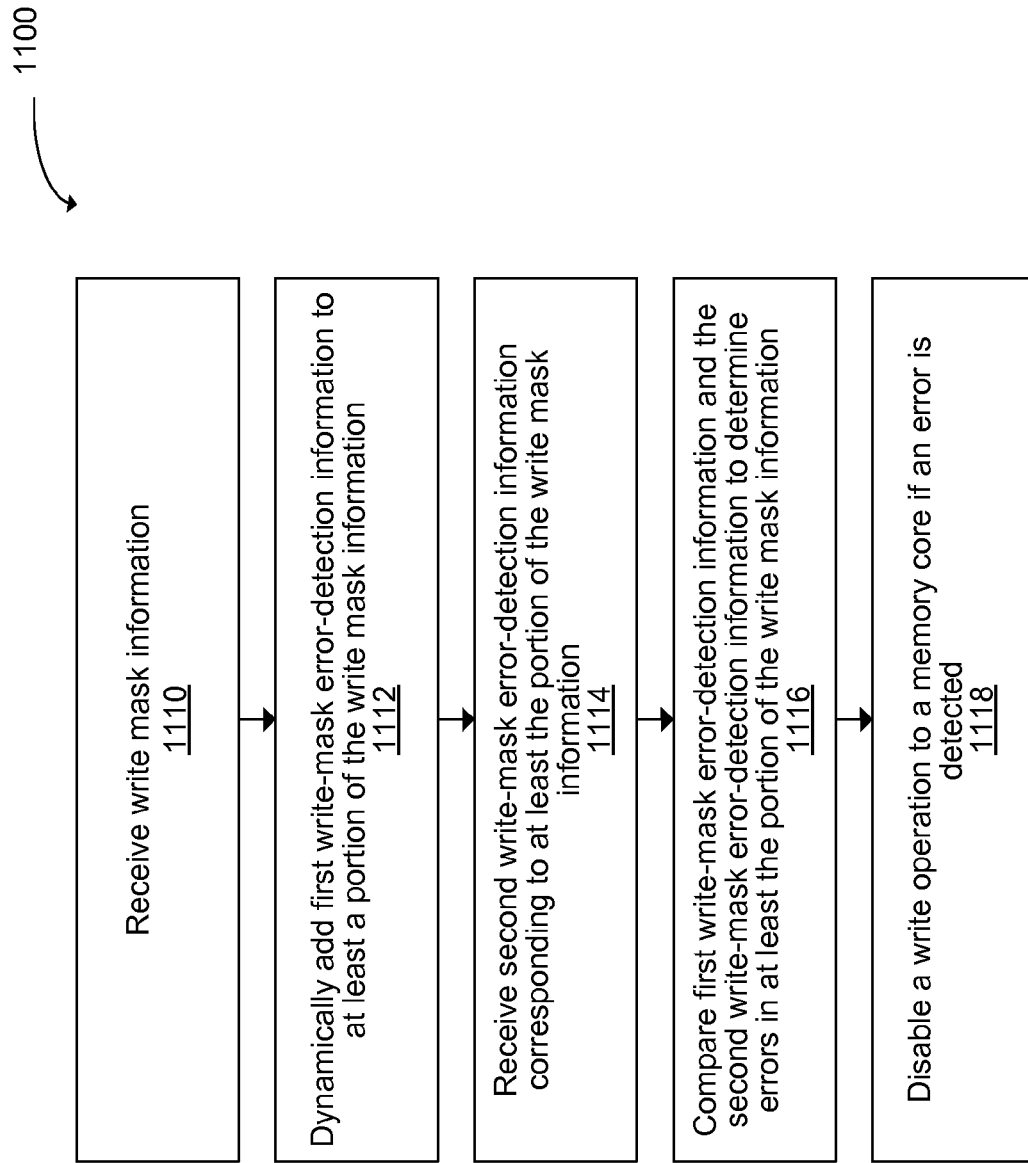 1100
Receive write mask information
1110
Dynamically add first write-mask error-detection information to
at least a portion of the write mask information
1112
Receive second write-mask error-detection information
corresponding to at least the portion of the write mask
information
1114
Compare first write-mask error-detection information and the
second write-mask error-detection information to determine
errors in at least the portion of the write mask information
1116
Disable a write operation to a memory core if an error is
detected
1118